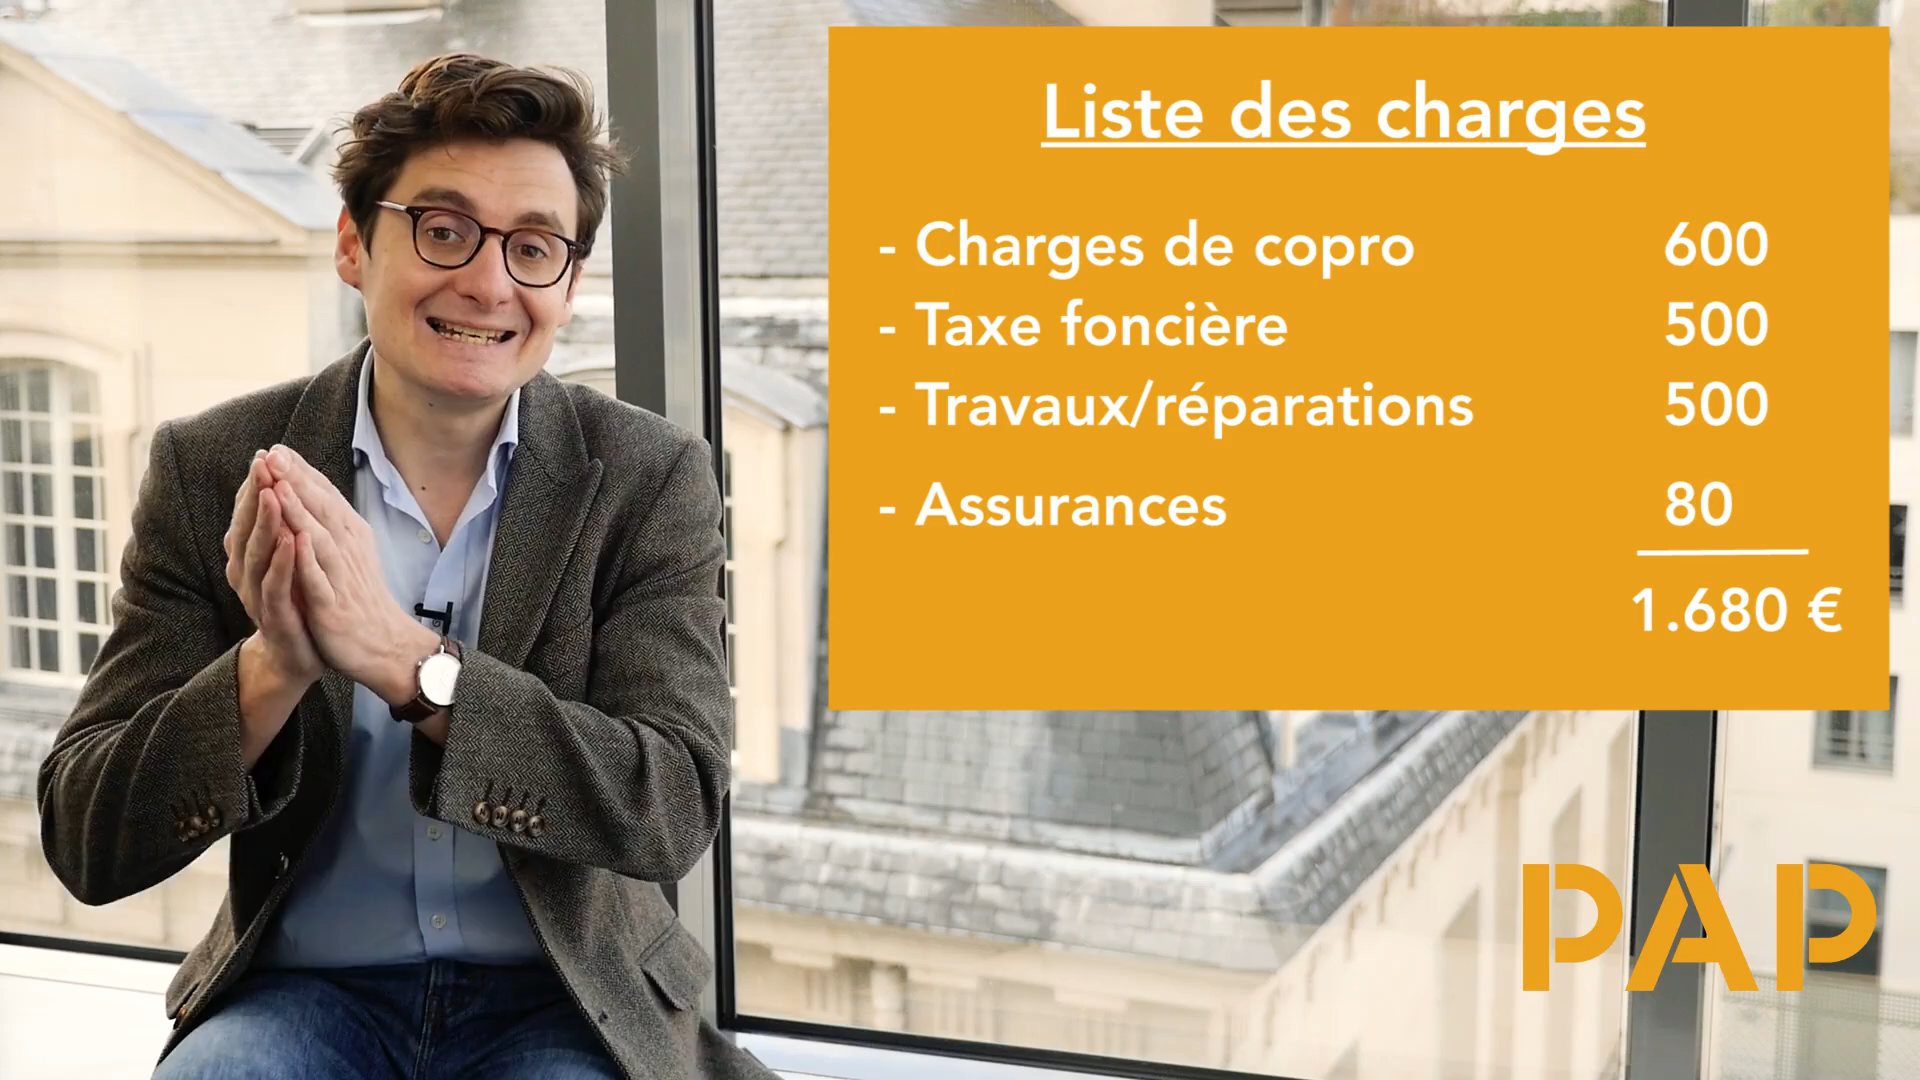 Liste des charges
- Charges de copro 600
- Taxe foncière 500
- Travaux/réparations 500
- Assurances 80
1.680 €
PAP